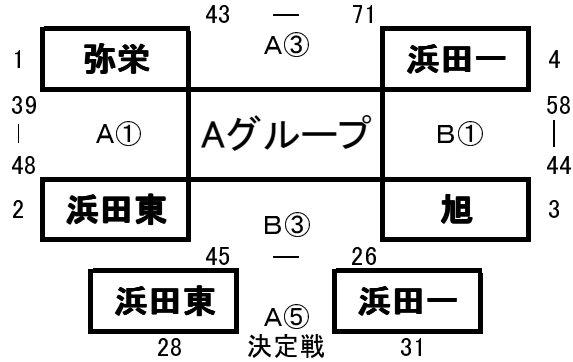 43 — 71
A③
1 弥栄 浜田一 4
39 58
| A① Aグループ B① |
48 44
2 浜田東 旭 3
B③
45 — 26
浜田東 浜田一
A⑤
28 決定戦 31